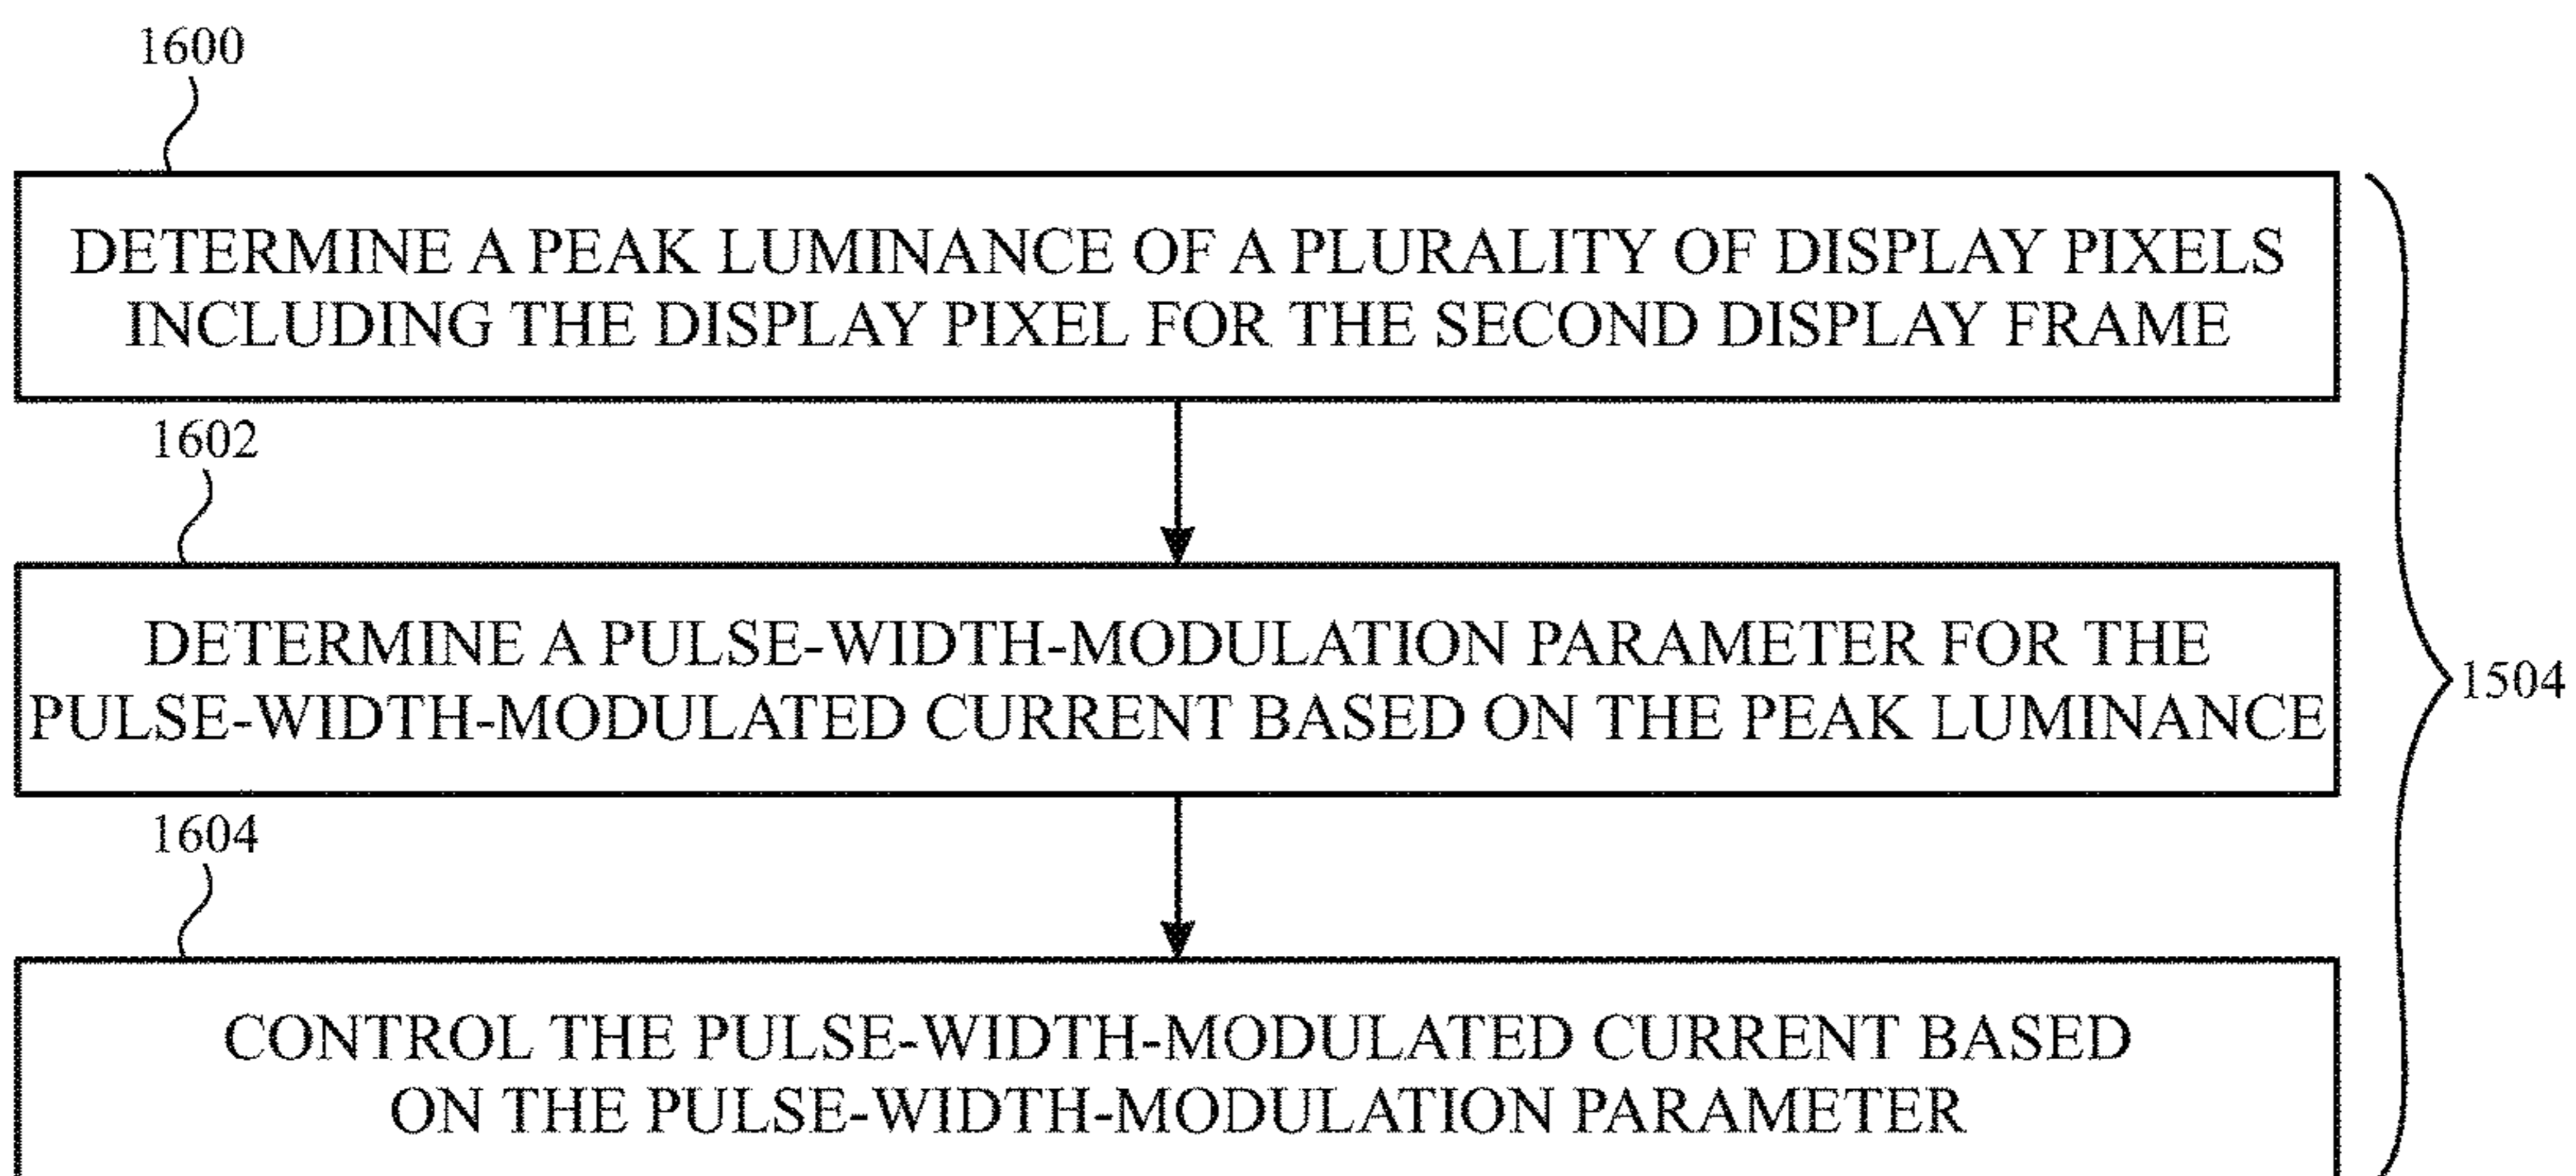 1600
DETERMINE A PEAK LUMINANCE OF A PLURALITY OF DISPLAY PIXELS
INCLUDING THE DISPLAY PIXEL FOR THE SECOND DISPLAY FRAME
1602
DETERMINE A PULSE-WIDTH-MODULATION PARAMETER FOR THE
PULSE-WIDTH-MODULATED CURRENT BASED ON THE PEAK LUMINANCE
1504
1604
CONTROL THE PULSE-WIDTH-MODULATED CURRENT BASED
ON THE PULSE-WIDTH-MODULATION PARAMETER